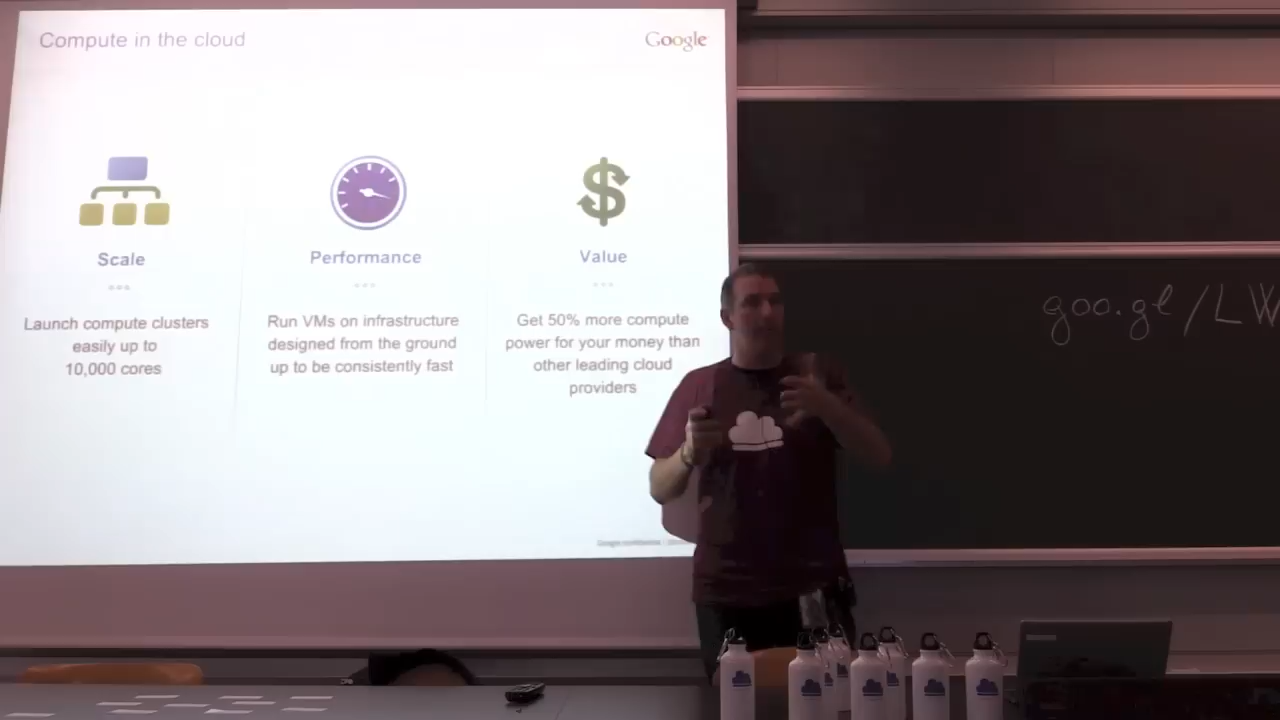 Compute in the cloud
Google
Scale
Launch compute clusters
easily up to
10,000 cores
Performance
Run VMs on infrastructure
designed from the ground
up to be consistently fast
Value
Get 50% more compute
power for your money than
other leading cloud
providers
goo.gl/LW